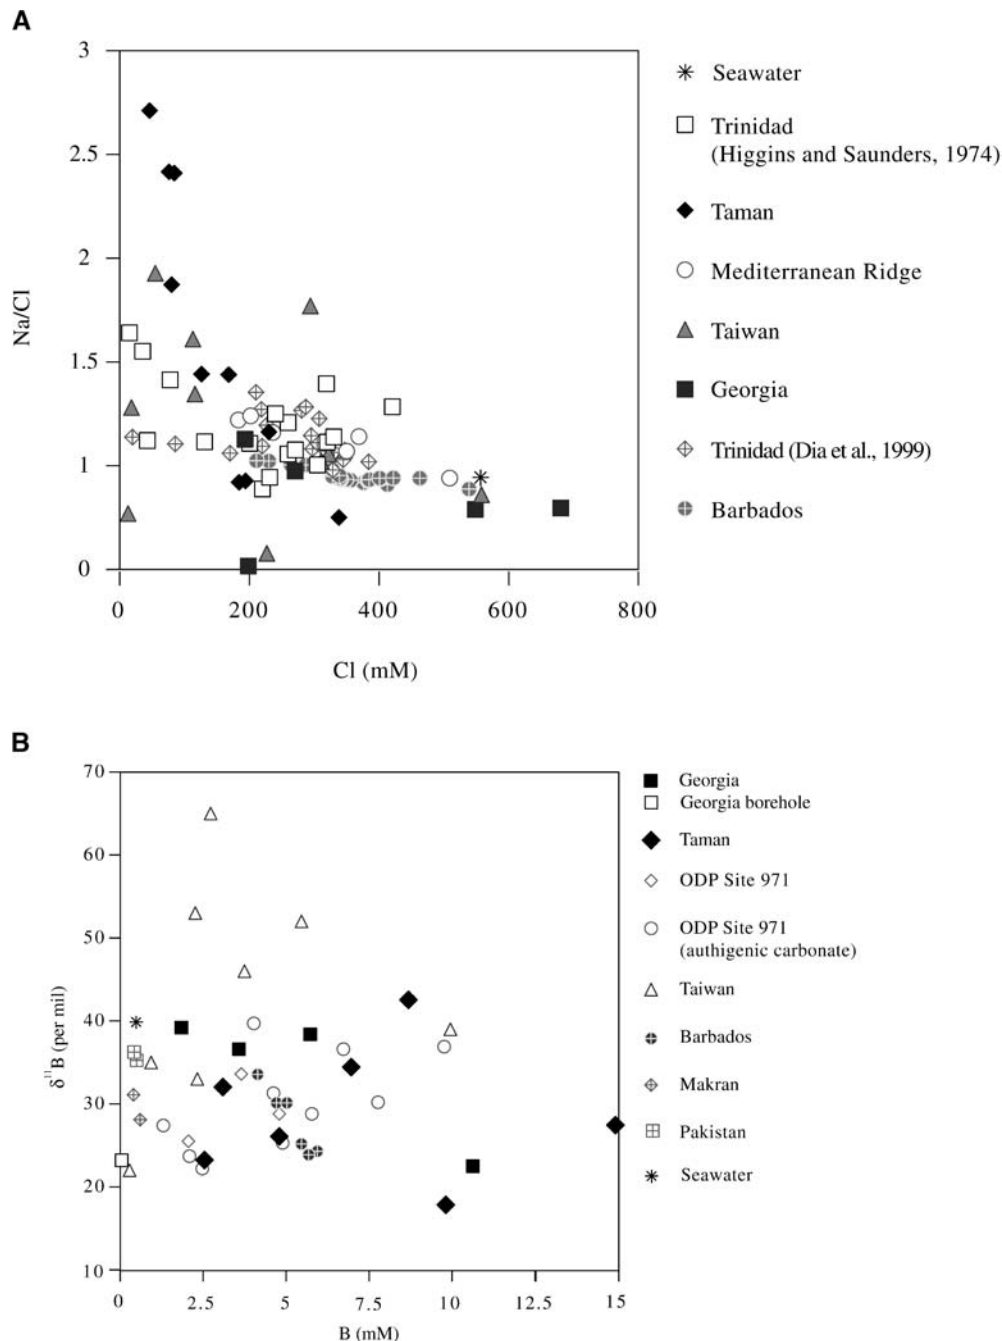 A
3
2.5
2
1.5
1
0
Na/Cl
0 200 400 600 800
Cl (mM)
Seawater
Trinidad
(Higgins and Saunders, 1974)
Taman
Mediterranean Ridge
Taiwan
Georgia
Trinidad (Dia et al., 1999)
Barbados
B
70
60
50
40
30
20
10
δ¹¹B (per mil)
0 2.5 5 7.5 10 12.5 15
B (mM)
Georgia
Georgia borehole
Taman
ODP Site 971
ODP Site 971
(authigenic carbonate)
Taiwan
Barbados
Makran
Pakistan
Seawater